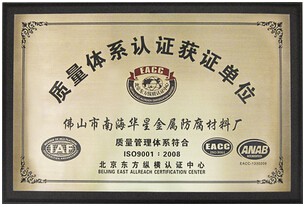 质量体系认证获证单位
EACC
佛山市南海华星金属防腐材料厂
质量管理体系符合
ISO9001：2008
北京东方纵横认证中心
BEIJING EAST ALLREACH CERTIFICATION CENTER
IAF
EACC
ANAB